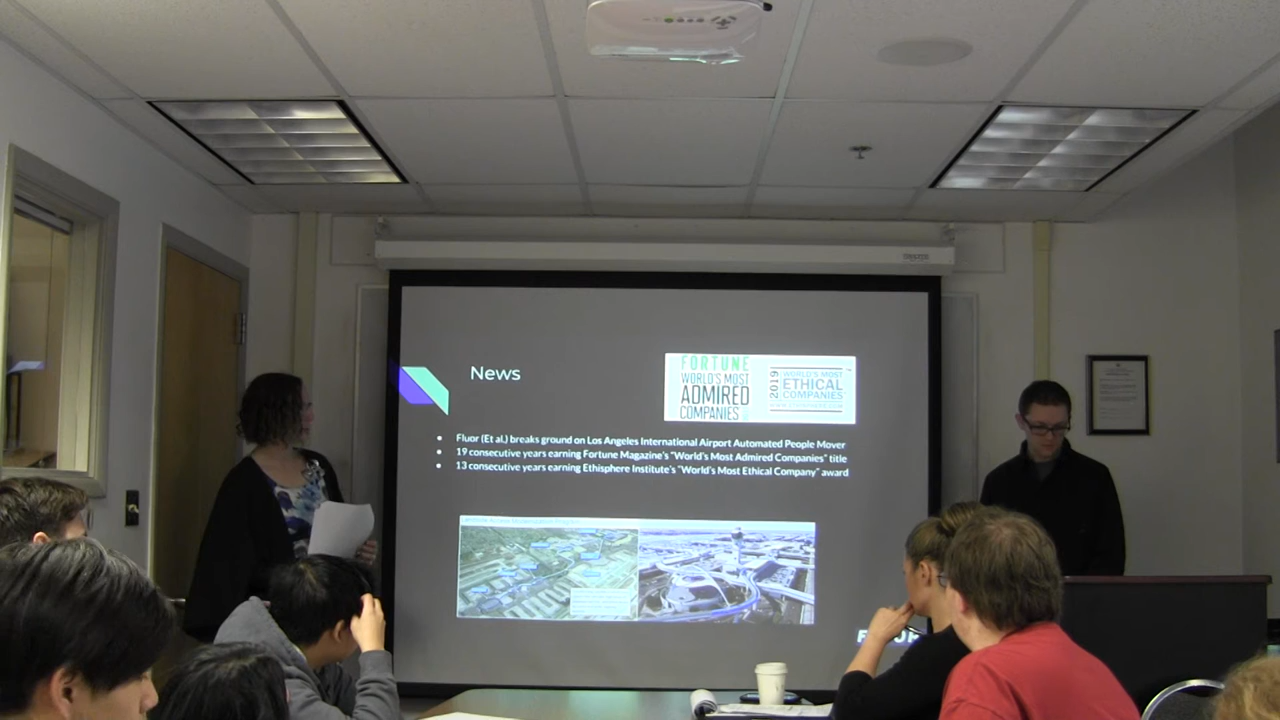 FORTUNE
WORLD'S MOST
ADMIRED
COMPANIES
2019
WORLD'S MOST
ETHICAL
COMPANIES
News
Fluor (Et al.) breaks ground on Los Angeles International Airport Automated People Mover
19 consecutive years earning Fortune Magazine's "World's Most Admired Companies" title
13 consecutive years earning Ethisphere Institute's "World's Most Ethical Company" award